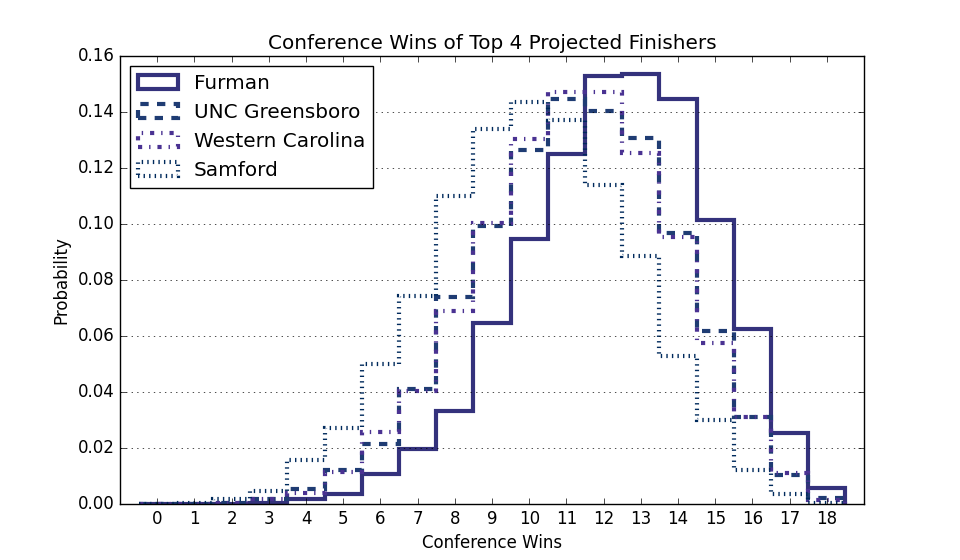 Conference Wins of Top 4 Projected Finishers
0.16
0.14
0.12
0.10
0.08
0.06
0.04
0.02
0.00
Probability
Furman
UNC Greensboro
Western Carolina
Samford
0 1 2 3 4 5 6 7 8 9 10 11 12 13 14 15 16 17 18
Conference Wins